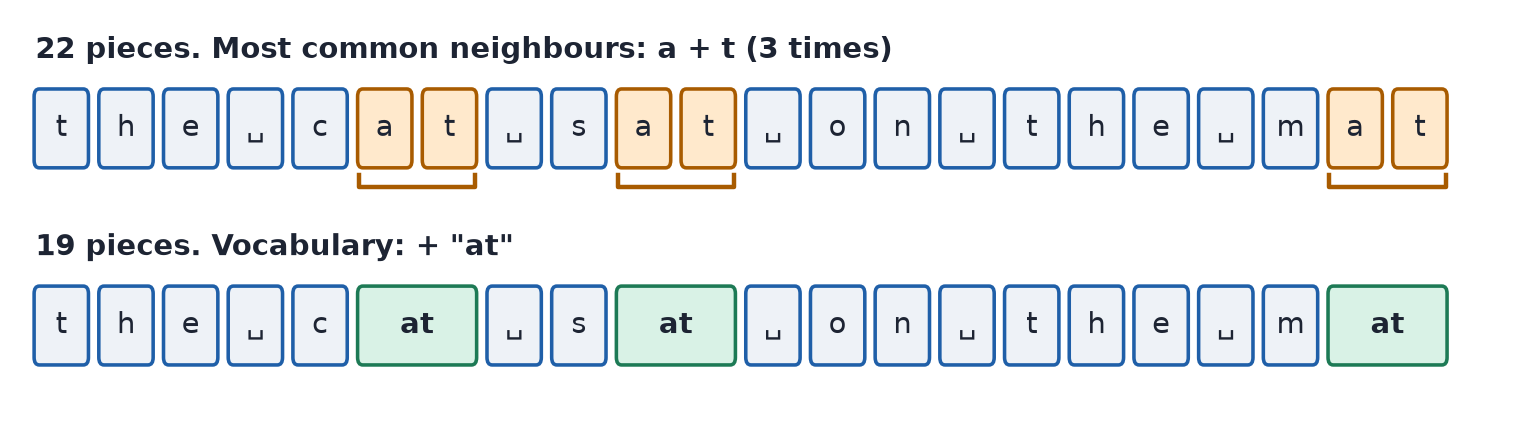 22 pieces. Most common neighbours: a + t (3 times)
t h e ␣ c a t ␣ s a t ␣ o n ␣ t h e ␣ m a t
19 pieces. Vocabulary: + "at"
t h e ␣ c at ␣ s at ␣ o n ␣ t h e ␣ m at